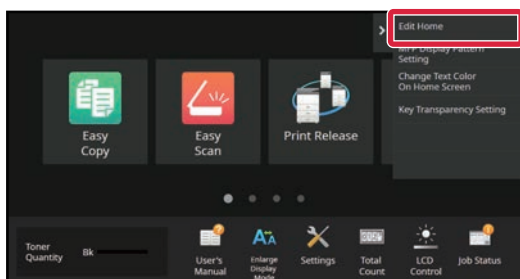 Edit Home
MFP Display Pattern
Setting
Change Text Color
On Home Screen
Key Transparency Setting
Easy
Copy
Easy
Scan
Print Release
Toner
Quantity
Bk
User's
Manual
Enlarge
Display
Mode
Settings
Total
Count
LCD
Control
Job Status